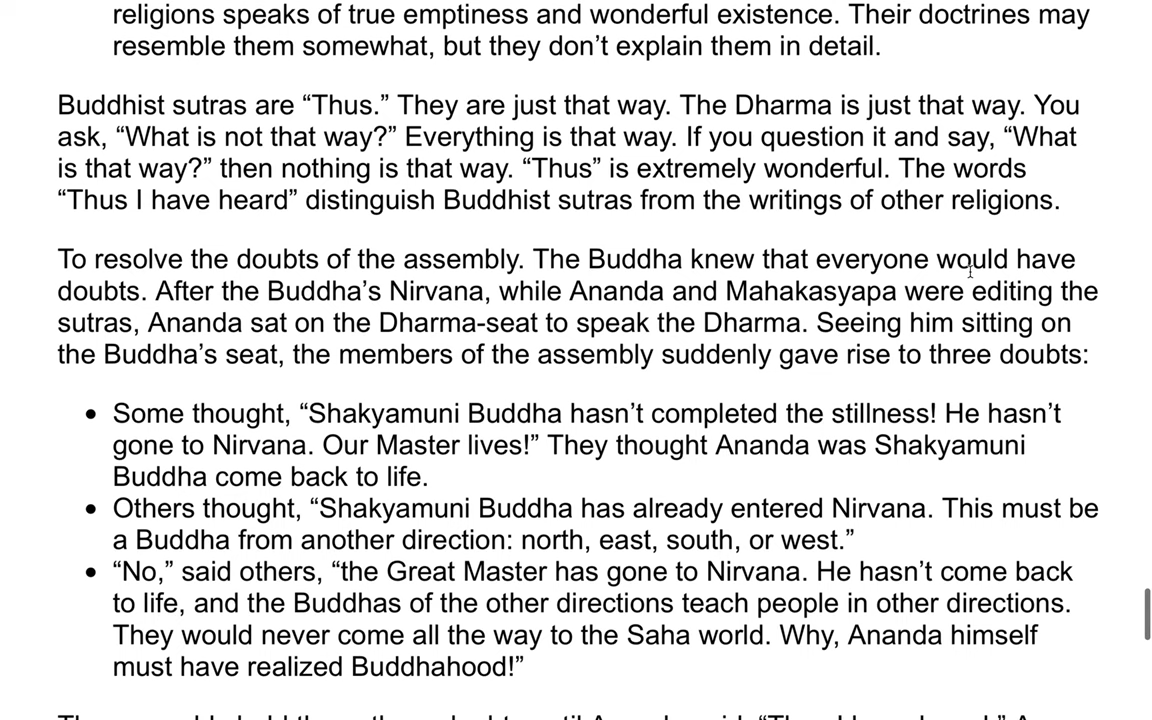 religions speaks of true emptiness and wonderful existence. Their doctrines may
resemble them somewhat, but they don’t explain them in detail.
Buddhist sutras are “Thus.” They are just that way. The Dharma is just that way. You
ask, “What is not that way?” Everything is that way. If you question it and say, “What
is that way?” then nothing is that way. “Thus” is extremely wonderful. The words
“Thus I have heard” distinguish Buddhist sutras from the writings of other religions.
To resolve the doubts of the assembly. The Buddha knew that everyone would have
doubts. After the Buddha’s Nirvana, while Ananda and Mahakasyapa were editing the
sutras, Ananda sat on the Dharma-seat to speak the Dharma. Seeing him sitting on
the Buddha’s seat, the members of the assembly suddenly gave rise to three doubts:
• Some thought, “Shakyamuni Buddha hasn’t completed the stillness! He hasn’t
gone to Nirvana. Our Master lives!” They thought Ananda was Shakyamuni
Buddha come back to life.
• Others thought, “Shakyamuni Buddha has already entered Nirvana. This must be
a Buddha from another direction: north, east, south, or west.”
• “No,” said others, “the Great Master has gone to Nirvana. He hasn’t come back
to life, and the Buddhas of the other directions teach people in other directions.
They would never come all the way to the Saha world. Why, Ananda himself
must have realized Buddhahood!”